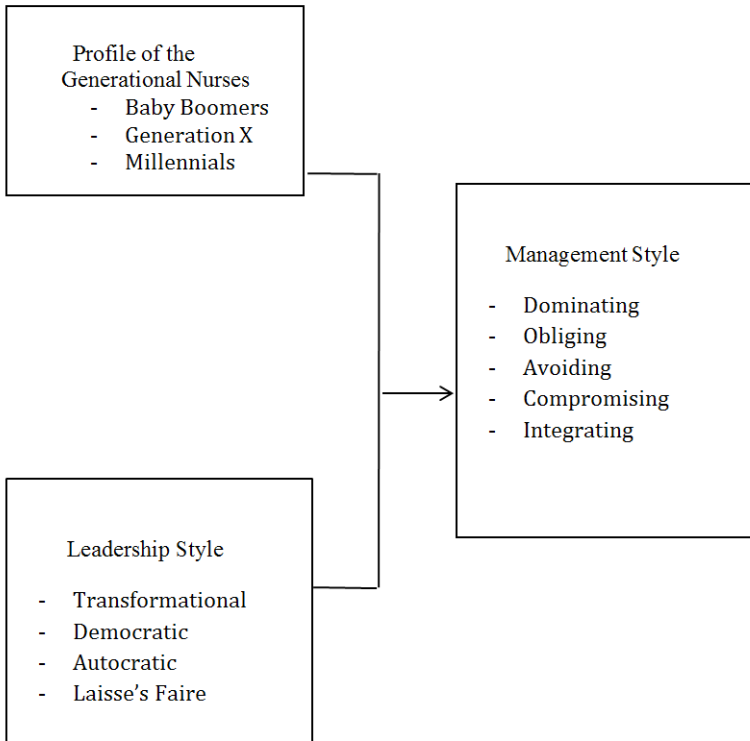 Profile of the
Generational Nurses
- Baby Boomers
- Generation X
- Millennials
Management Style
- Dominating
- Obliging
- Avoiding
- Compromising
- Integrating
Leadership Style
- Transformational
- Democratic
- Autocratic
- Laisse’s Faire